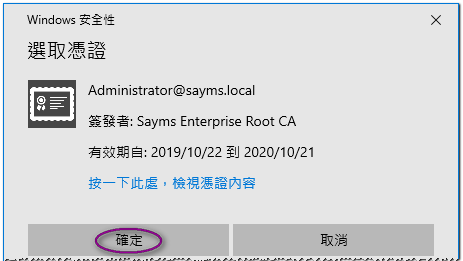 Windows 安全性
選取憑證
Administrator@sayms.local
簽發者: Sayms Enterprise Root CA
有效期自: 2019/10/22 到 2020/10/21
按一下此處，檢視憑證內容
確定
取消